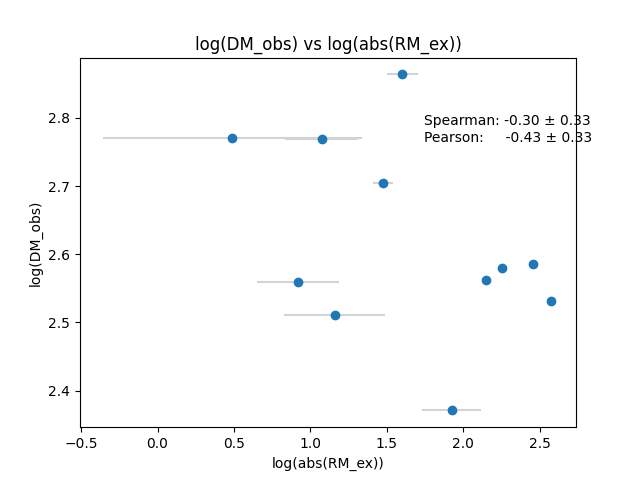 log(DM_obs) vs log(abs(RM_ex))
Spearman: -0.30 ± 0.33
Pearson: -0.43 ± 0.33
log(DM_obs)
2.8
2.7
2.6
2.5
2.4
−0.5 0.0 0.5 1.0 1.5 2.0 2.5
log(abs(RM_ex))